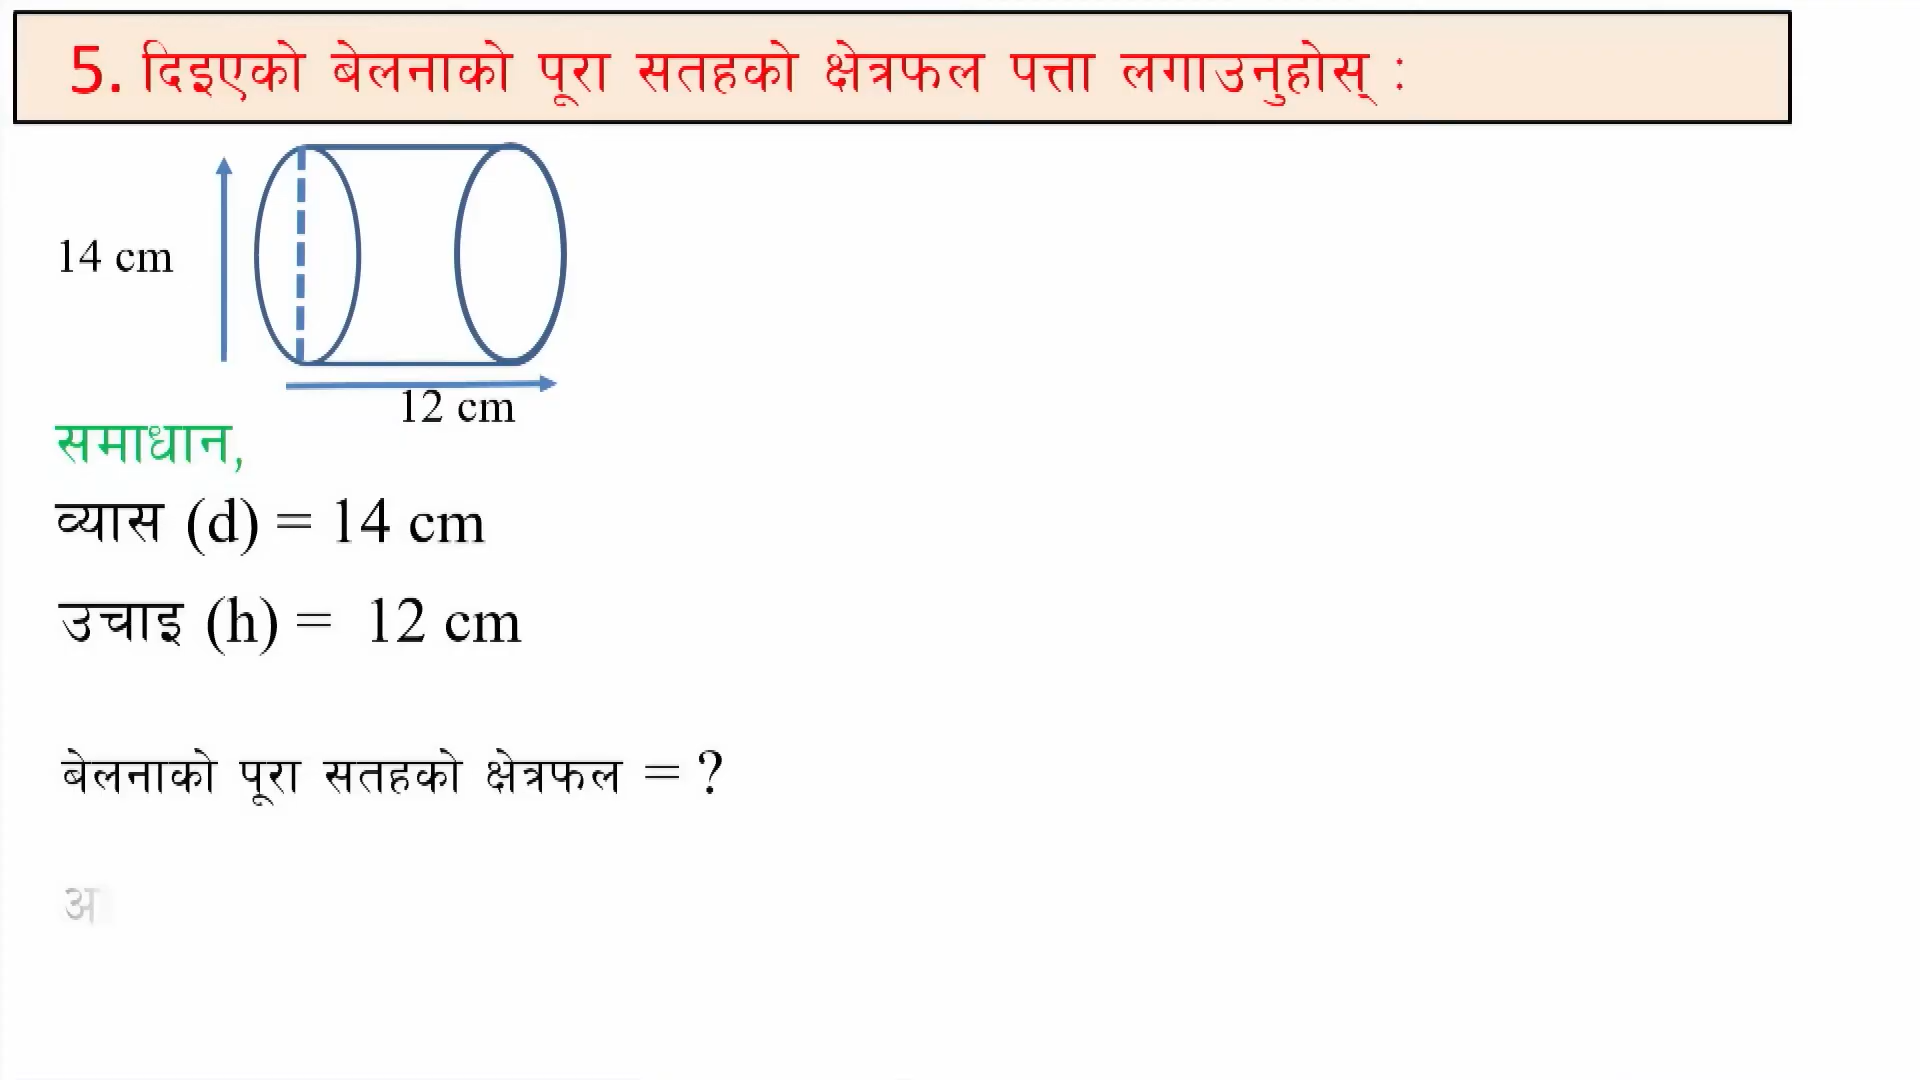 5. दिइएको बेलनाको पूरा सतहको क्षेत्रफल पत्ता लगाउनुहोस् :
14 cm
12 cm
समाधान,
व्यास (d) = 14 cm
उचाइ (h) = 12 cm
बेलनाको पूरा सतहको क्षेत्रफल = ?
अ